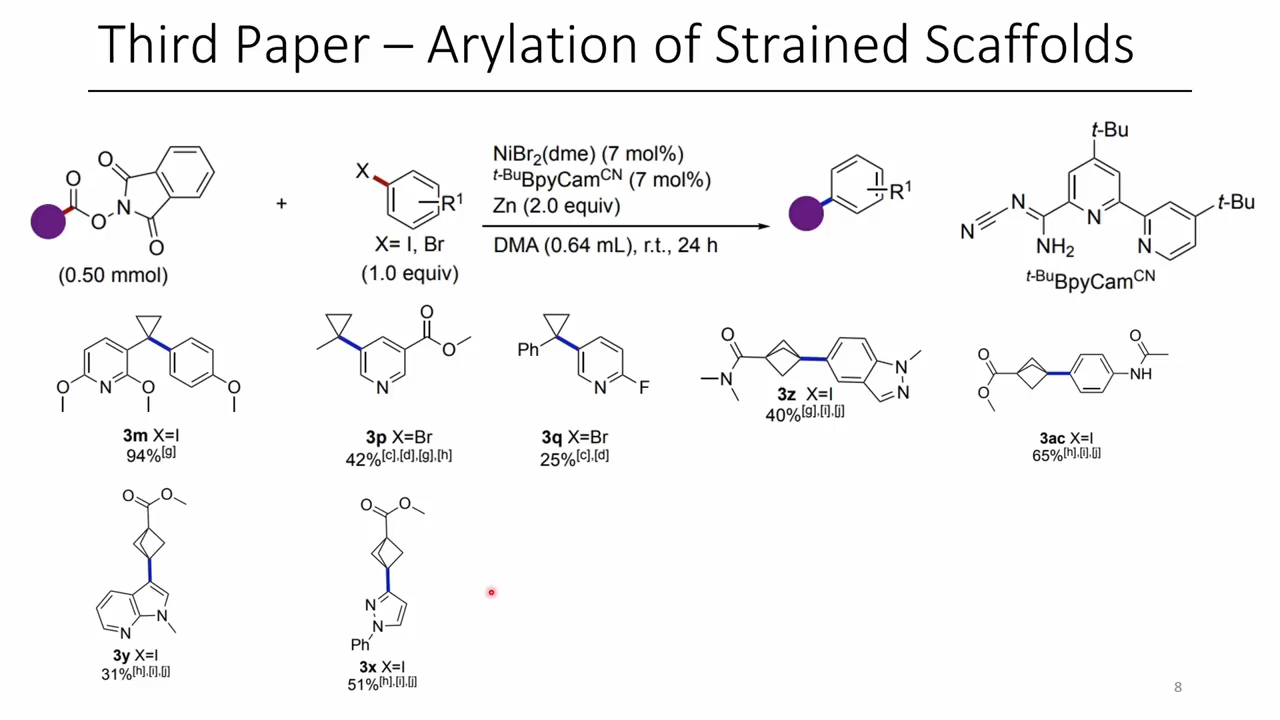 Third Paper – Arylation of Strained Scaffolds
O
O
N
O
O
(0.50 mmol)
+
X
R¹
X= I, Br
(1.0 equiv)
NiBr₂(dme) (7 mol%)
ᵗ⁻ᴮᵘBpyCamᶜᴺ (7 mol%)
Zn (2.0 equiv)
DMA (0.64 mL), r.t., 24 h
R¹
t-Bu
t-Bu
N
N
N
N
NH₂
ᵗ⁻ᴮᵘBpyCamᶜᴺ
O
N
O
O
3m X=I
94%[g]
O
O
N
3p X=Br
42%[c],[d],[g],[h]
Ph
N
F
3q X=Br
25%[c],[d]
O
N
N
N
3z X=I
40%[g],[i],[j]
O
O
O
NH
3ac X=I
65%[h],[i],[j]
O
O
N
N
3y X=I
31%[h],[i],[j]
O
O
N
N
Ph
3x X=I
51%[h],[i],[j]
8